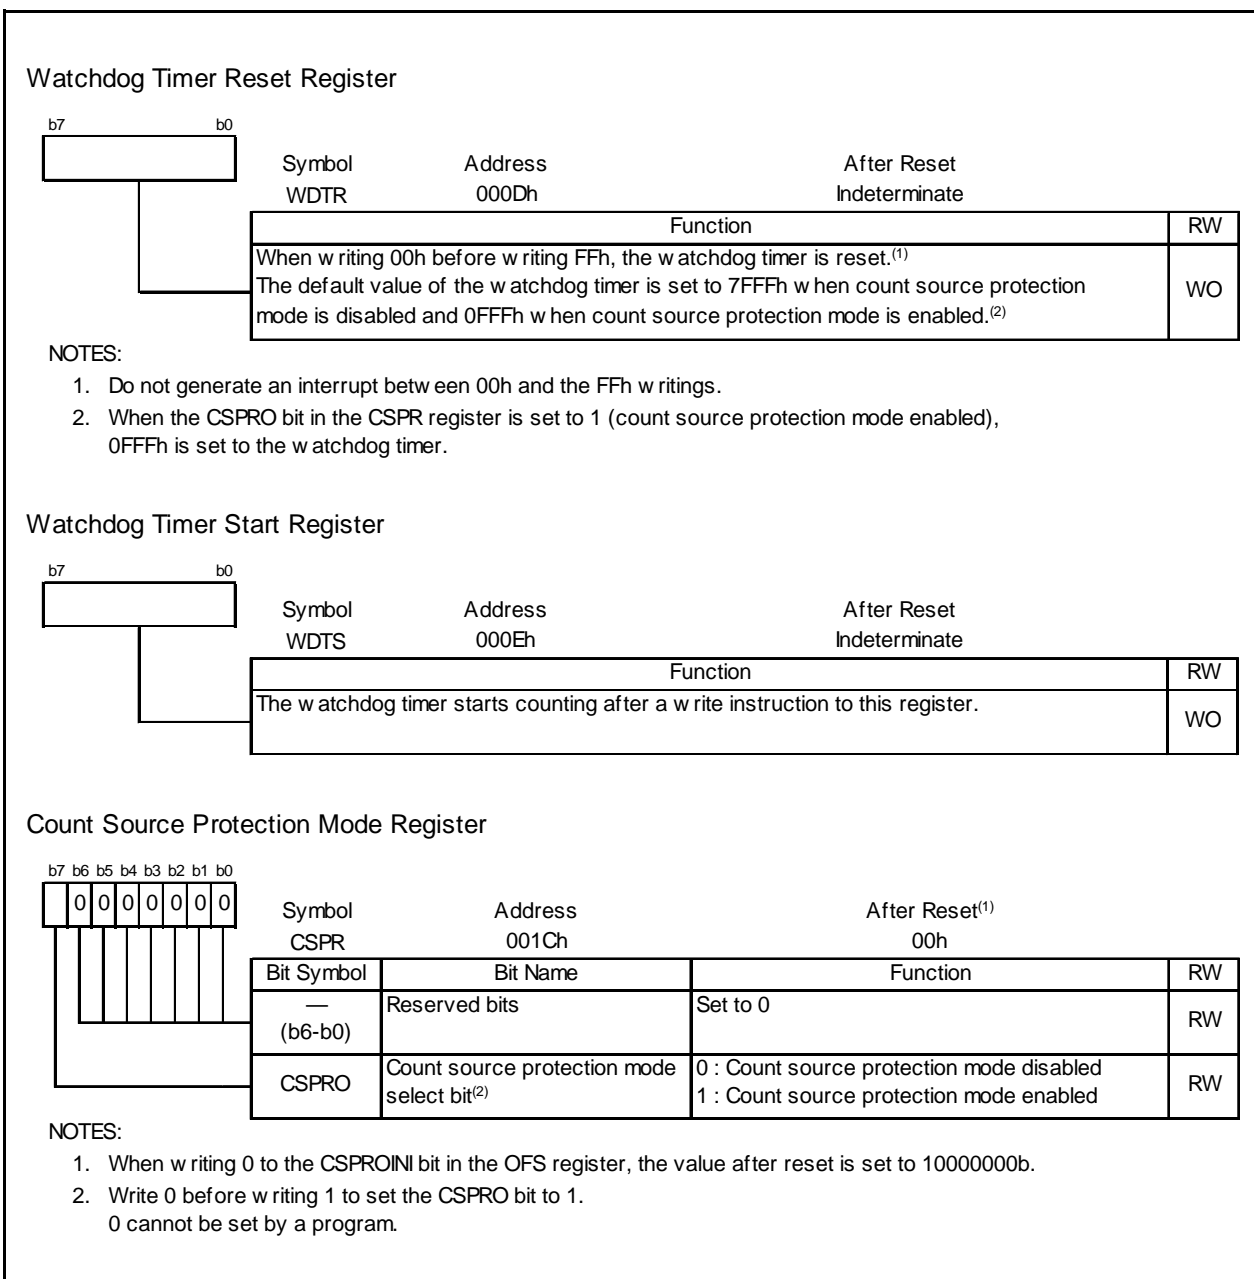 Watchdog Timer Reset Register
b7 b0
Symbol Address After Reset
WDTR 000Dh Indeterminate
Function RW
When writing 00h before writing FFh, the watchdog timer is reset.(1)
The default value of the watchdog timer is set to 7FFFh when count source protection
mode is disabled and 0FFFh when count source protection mode is enabled.(2)
WO
NOTES:
1. Do not generate an interrupt between 00h and the FFh writings.
2. When the CSPRO bit in the CSPR register is set to 1 (count source protection mode enabled),
0FFFh is set to the watchdog timer.
Watchdog Timer Start Register
b7 b0
Symbol Address After Reset
WDTS 000Eh Indeterminate
Function RW
The watchdog timer starts counting after a write instruction to this register.
WO
Count Source Protection Mode Register
b7 b6 b5 b4 b3 b2 b1 b0
0 0 0 0 0 0 0
Symbol Address After Reset(1)
CSPR 001Ch 00h
Bit Symbol Bit Name Function RW
— Reserved bits Set to 0
(b6-b0)
RW
CSPRO
Count source protection mode
select bit(2)
0 : Count source protection mode disabled
1 : Count source protection mode enabled
RW
NOTES:
1. When writing 0 to the CSPROINI bit in the OFS register, the value after reset is set to 10000000b.
2. Write 0 before writing 1 to set the CSPRO bit to 1.
0 cannot be set by a program.